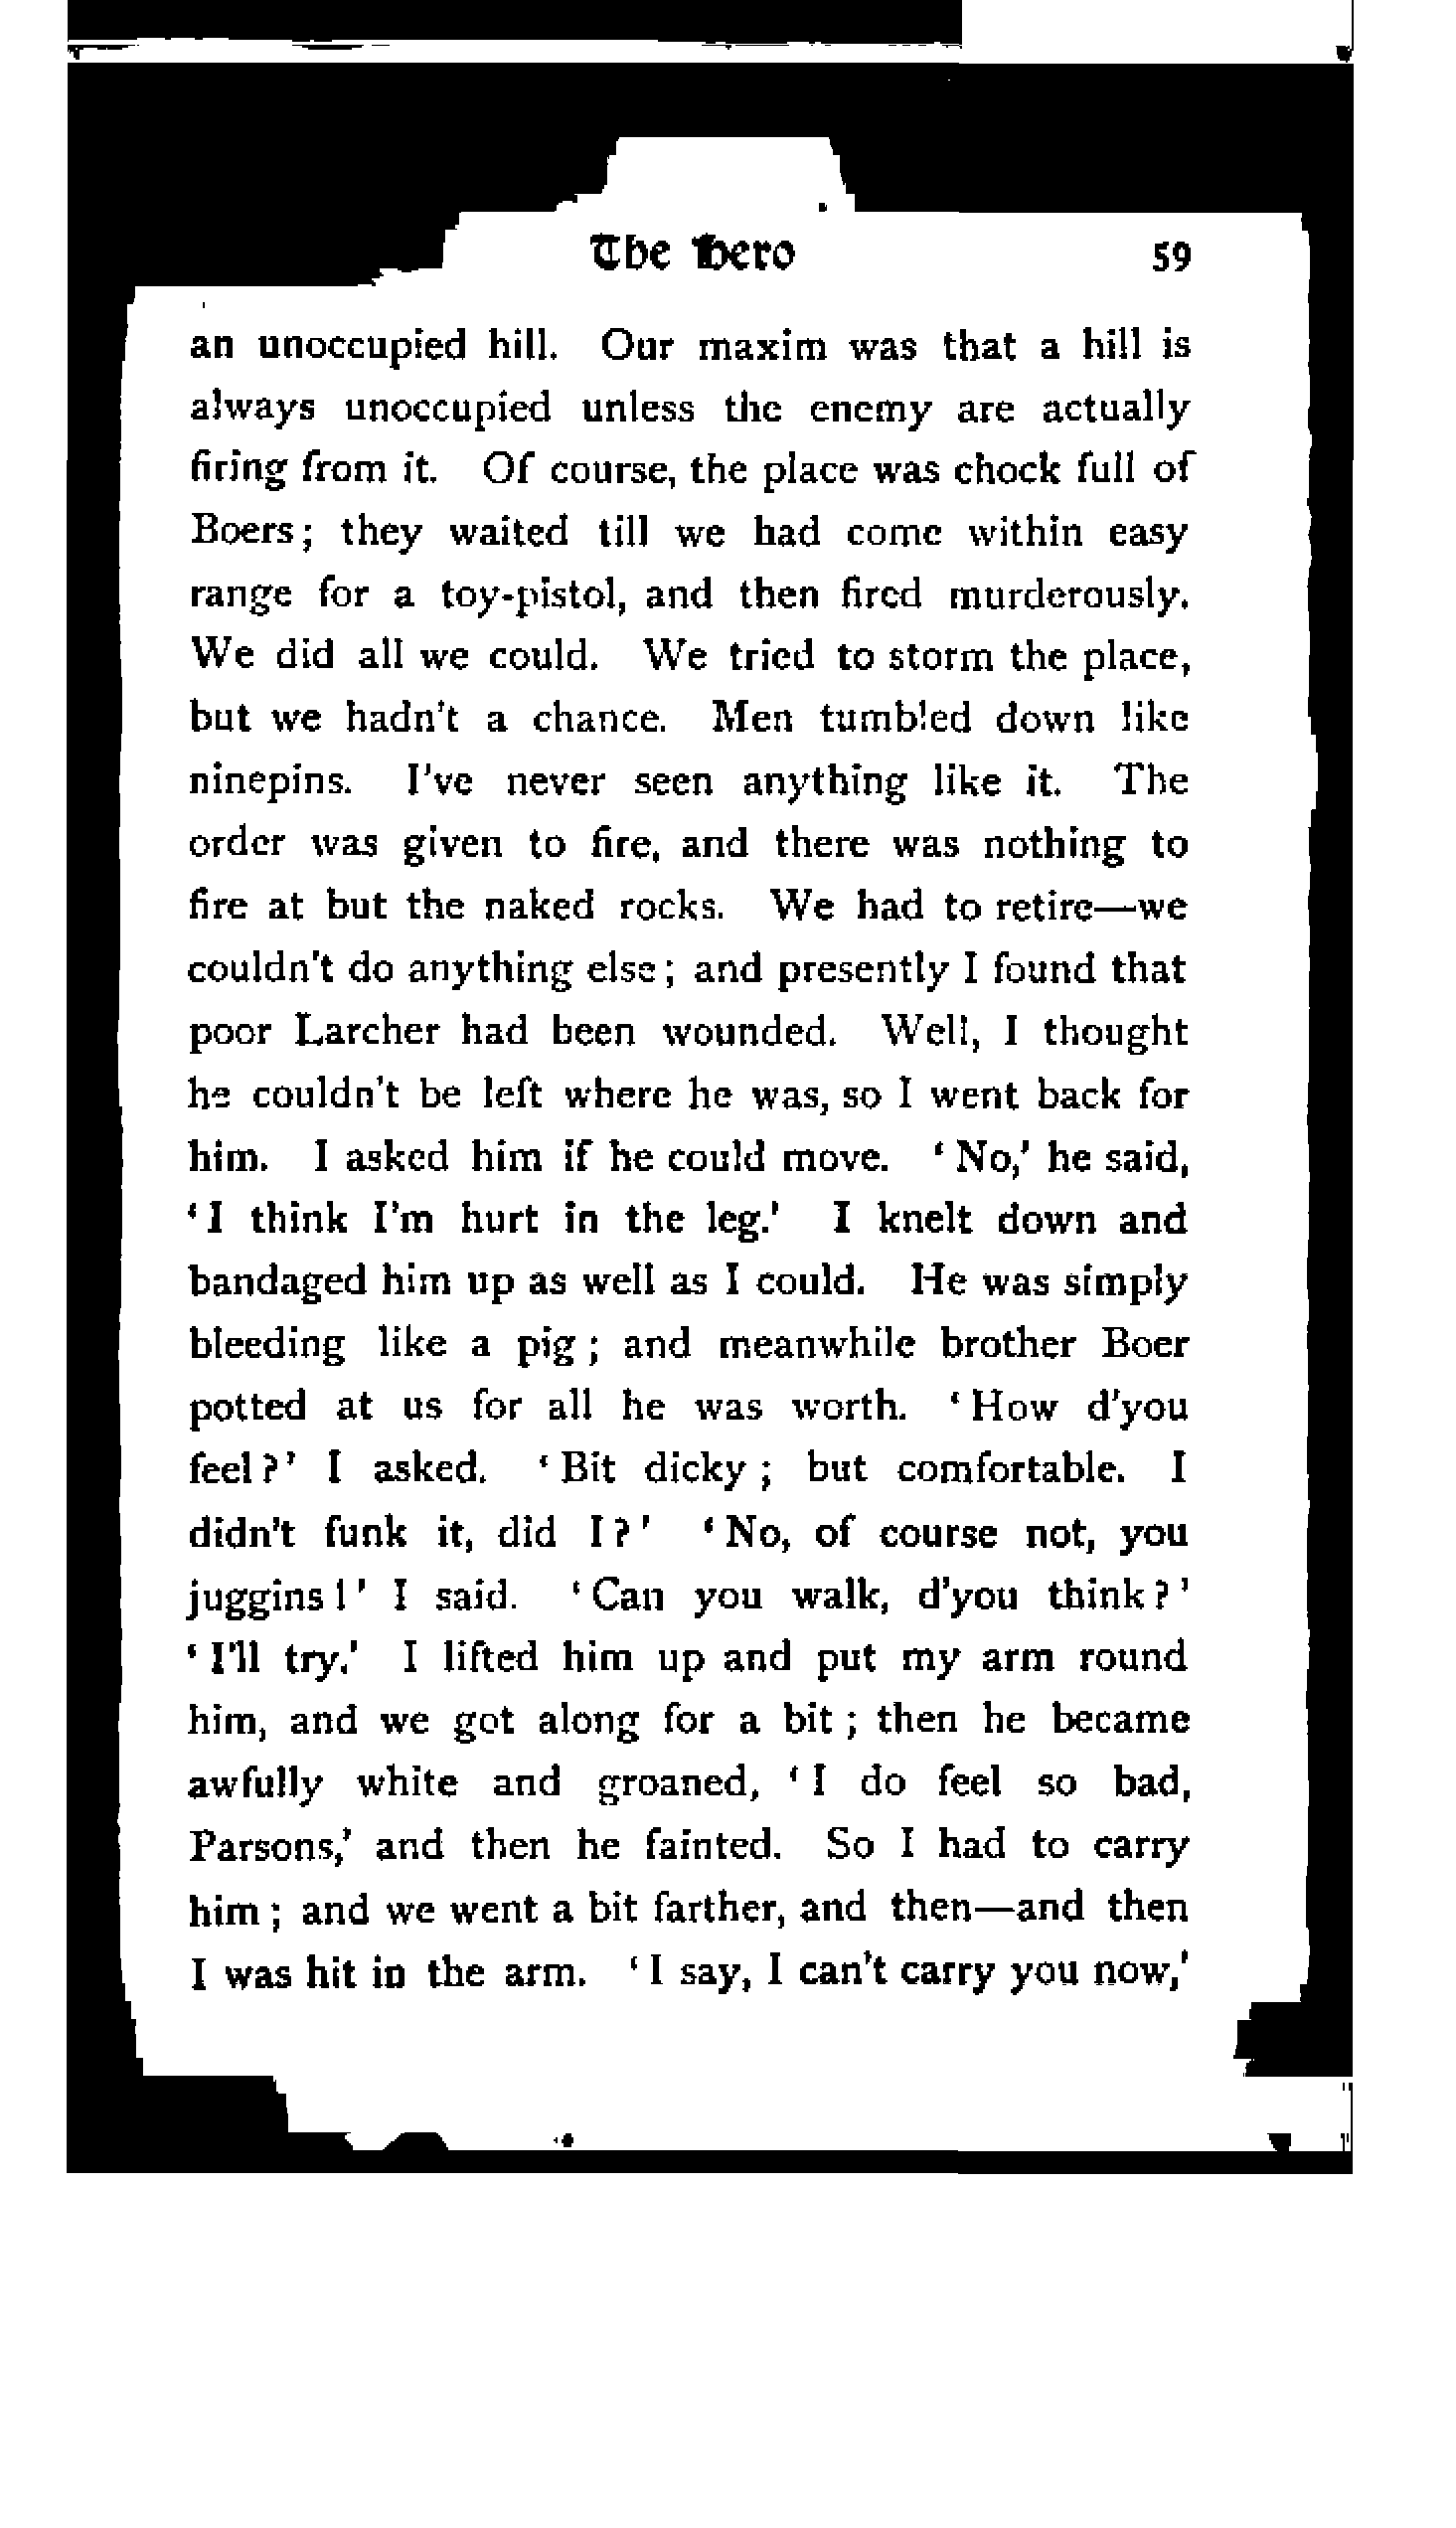 The Hero 59
an unoccupied hill. Our maxim was that a hill is
always unoccupied unless the enemy are actually
firing from it. Of course, the place was chock full of
Boers; they waited till we had come within easy
range for a toy-pistol, and then fired murderously.
We did all we could. We tried to storm the place,
but we hadn't a chance. Men tumbled down like
ninepins. I've never seen anything like it. The
order was given to fire, and there was nothing to
fire at but the naked rocks. We had to retire—we
couldn't do anything else; and presently I found that
poor Larcher had been wounded. Well, I thought
he couldn't be left where he was, so I went back for
him. I asked him if he could move. 'No,' he said,
'I think I'm hurt in the leg.' I knelt down and
bandaged him up as well as I could. He was simply
bleeding like a pig; and meanwhile brother Boer
potted at us for all he was worth. 'How d'you
feel?' I asked. 'Bit dicky; but comfortable. I
didn't funk it, did I?' 'No, of course not, you
juggins!' I said. 'Can you walk, d'you think?'
'I'll try.' I lifted him up and put my arm round
him, and we got along for a bit; then he became
awfully white and groaned, 'I do feel so bad,
Parsons,' and then he fainted. So I had to carry
him; and we went a bit farther, and then—and then
I was hit in the arm. 'I say, I can't carry you now,'